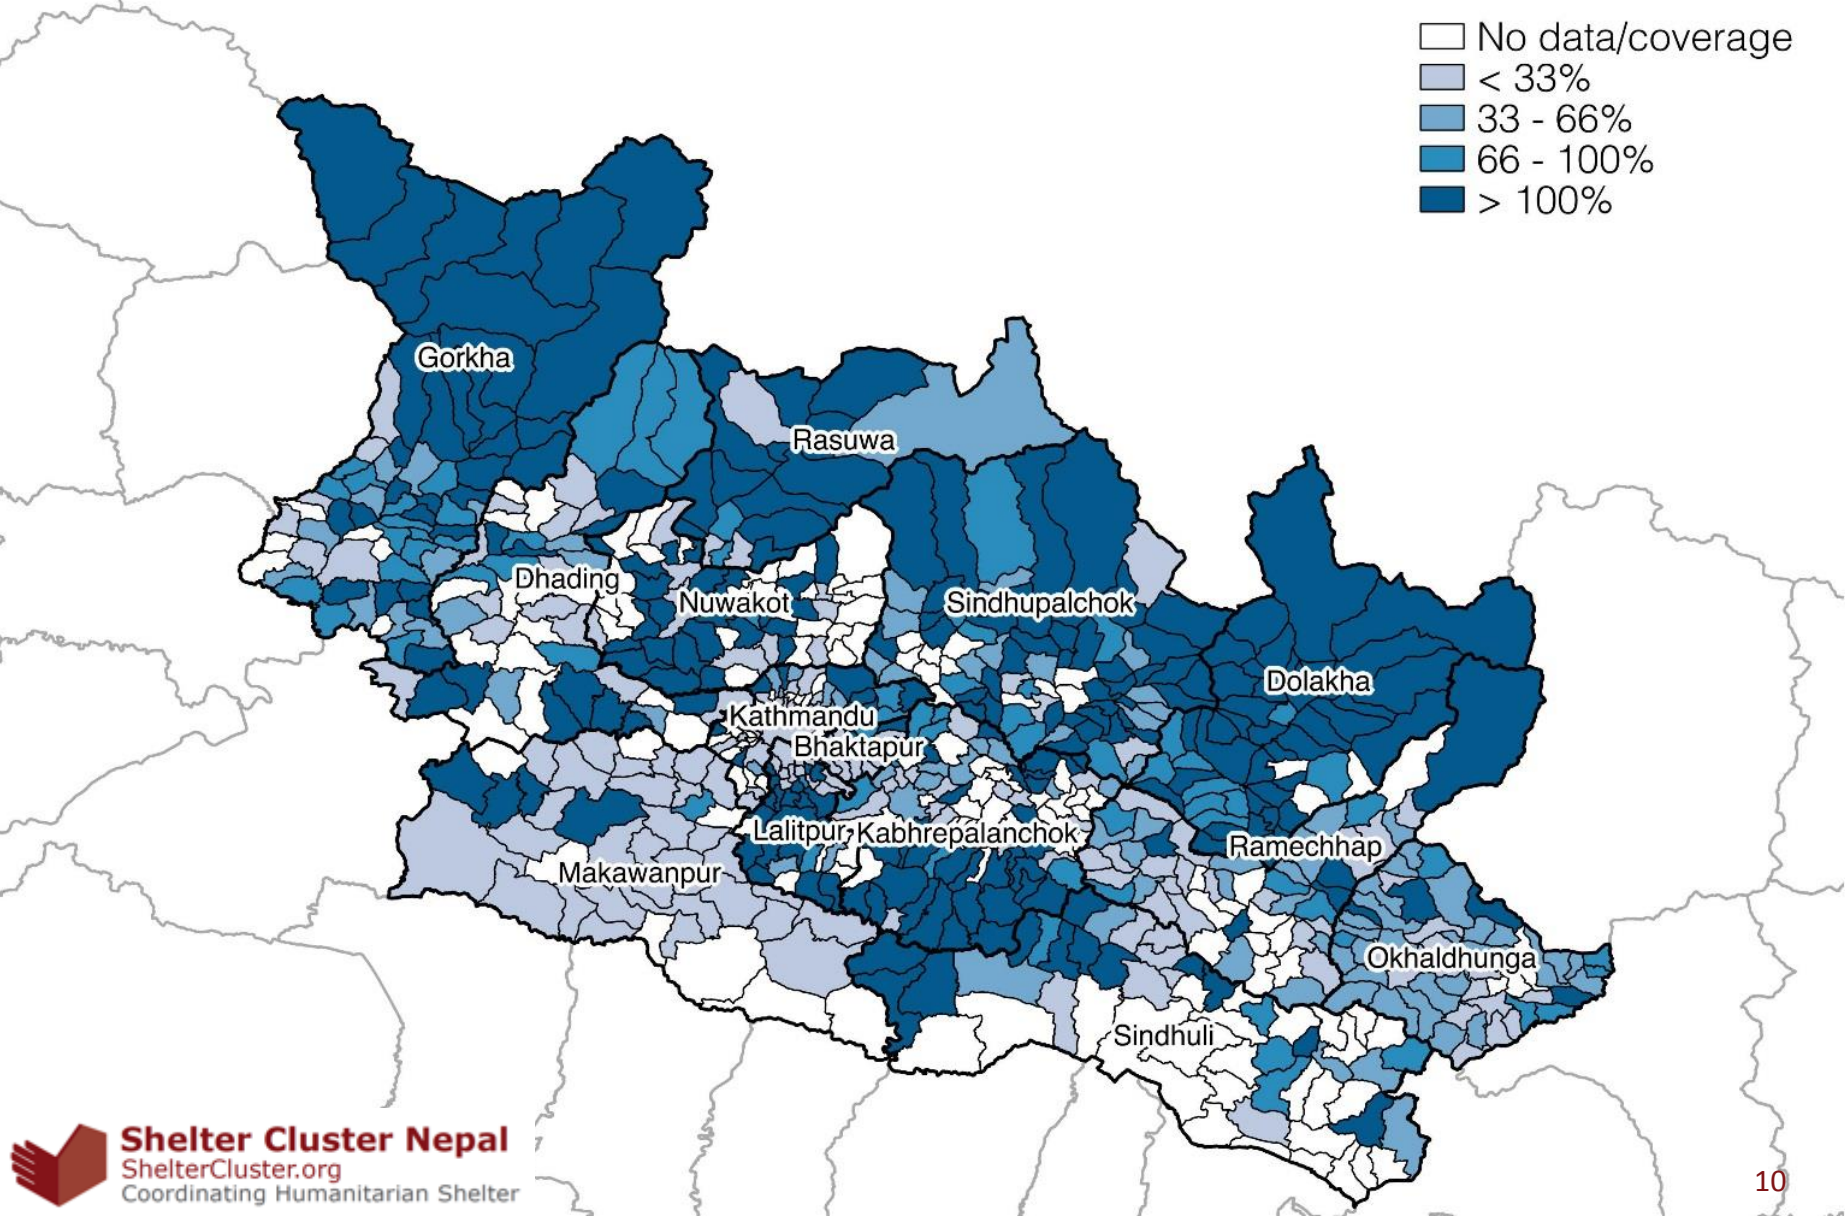 No data/coverage
< 33%
33 - 66%
66 - 100%
> 100%
Gorkha
Rasuwa
Dhading
Nuwakot
Sindhupalchok
Dolakha
Kathmandu
Bhaktapur
Lalitpur
Kabhrepalanchok
Ramechhap
Makawanpur
Okhaldhunga
Sindhuli
Shelter Cluster Nepal
ShelterCluster.org
Coordinating Humanitarian Shelter
10